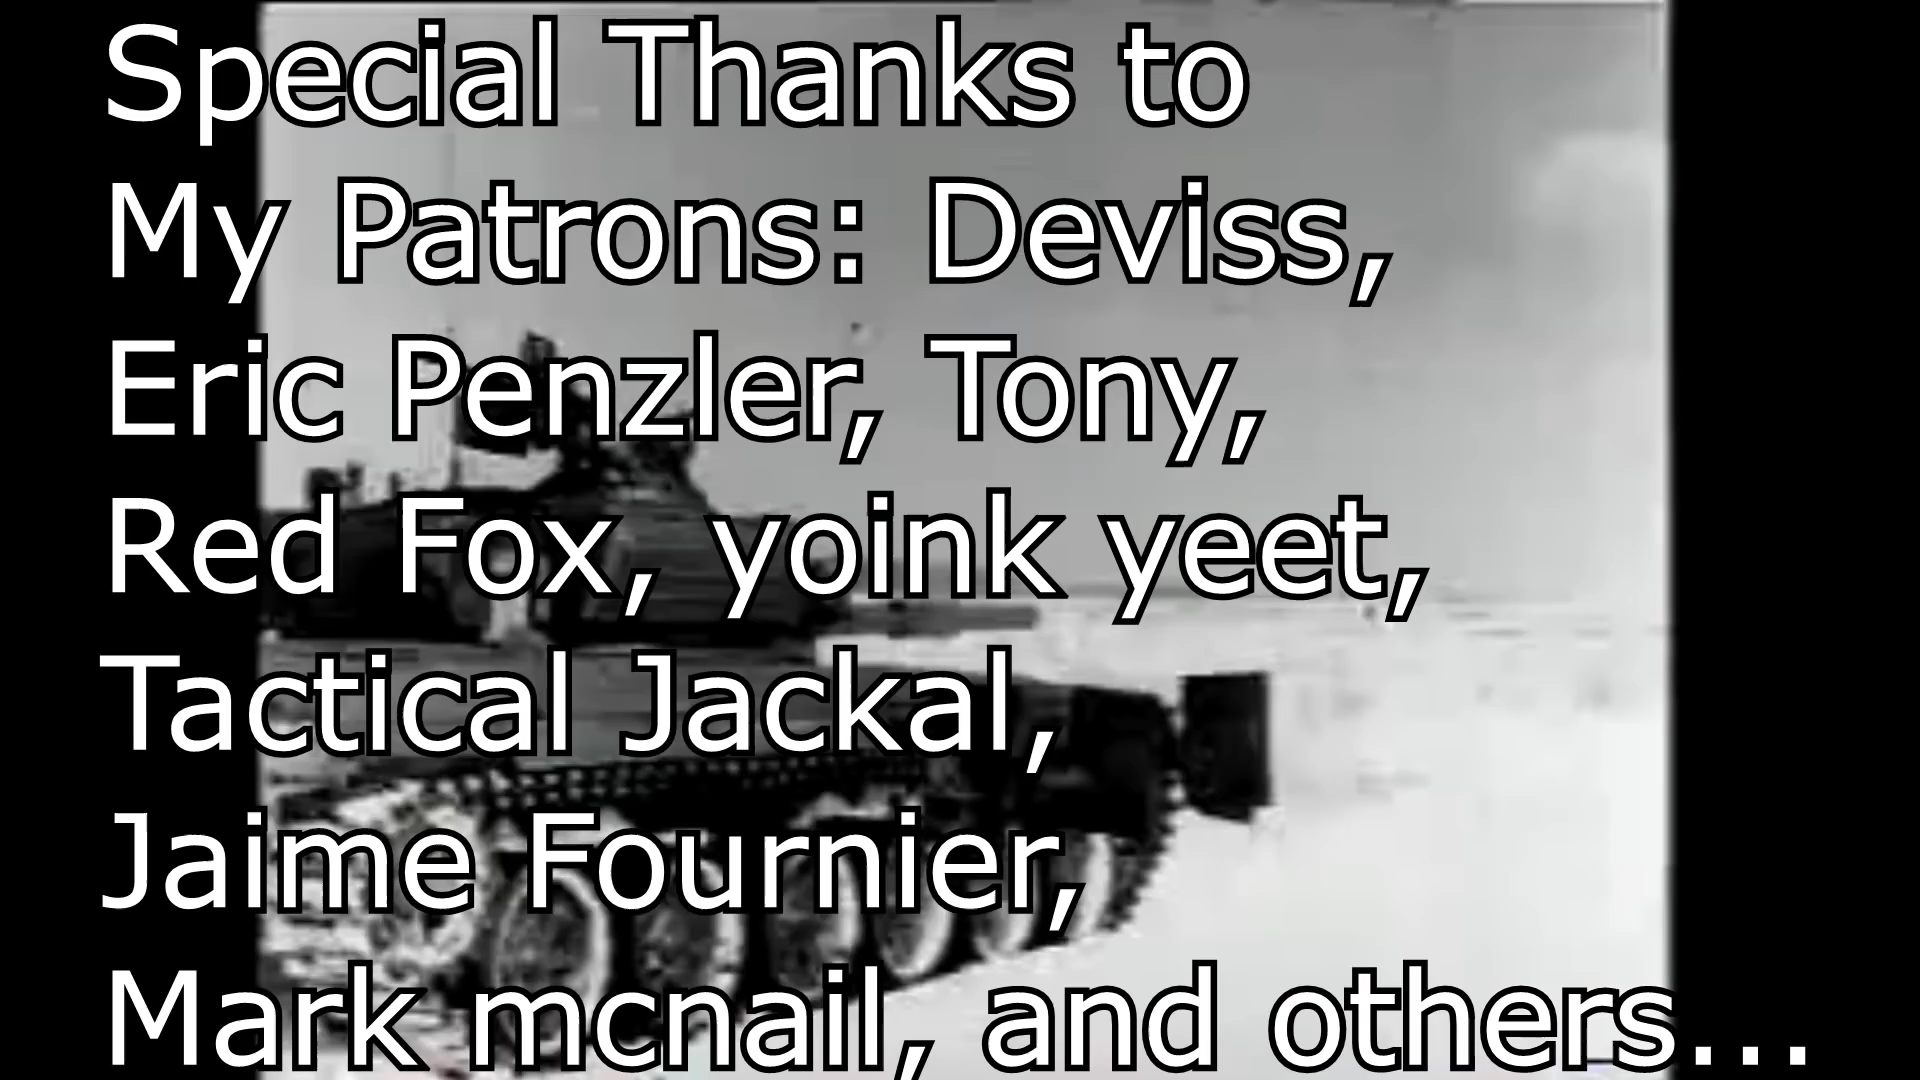 Special Thanks to
My Patrons: Deviss,
Eric Penzler, Tony,
Red Fox, yoink yeet,
Tactical Jackal,
Jaime Fournier,
Mark mcnail, and others...